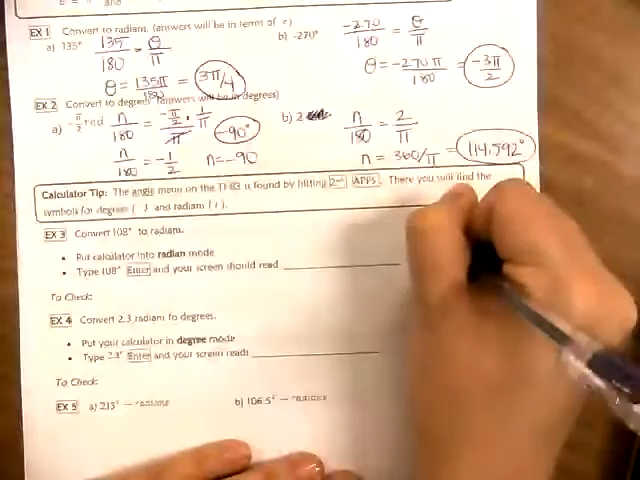 and
EX 1 Convert to radians. (answers will be in terms of π)
a) 135° 135/180 = θ/π b) -270° -270/180 = θ/π
θ = 135π/180 = 3π/4 θ = -270π/180 = -3π/2
EX 2 Convert to degrees (answers will be in degrees)
a) -π/2 rad n/180 = -π/2/π · 1/π -90° b) 2 n/180 = 2/π
n/180 = -1/2 n=-90 n = 360/π = 114.592°
Calculator Tip: The angle menu on the TI-83 is found by hitting 2nd APPS. There you will find the
symbols for degrees ( ) and radians ( r ).
EX 3 Convert 108° to radians.
• Put calculator into radian mode
• Type 108° Enter and your screen should read
To Check:
EX 4 Convert 2.3 radians to degrees.
• Put your calculator in degree mode
• Type 2.3r Enter and your screen reads
To Check:
EX 5 a) 213° – radians b) 106.5° – radians